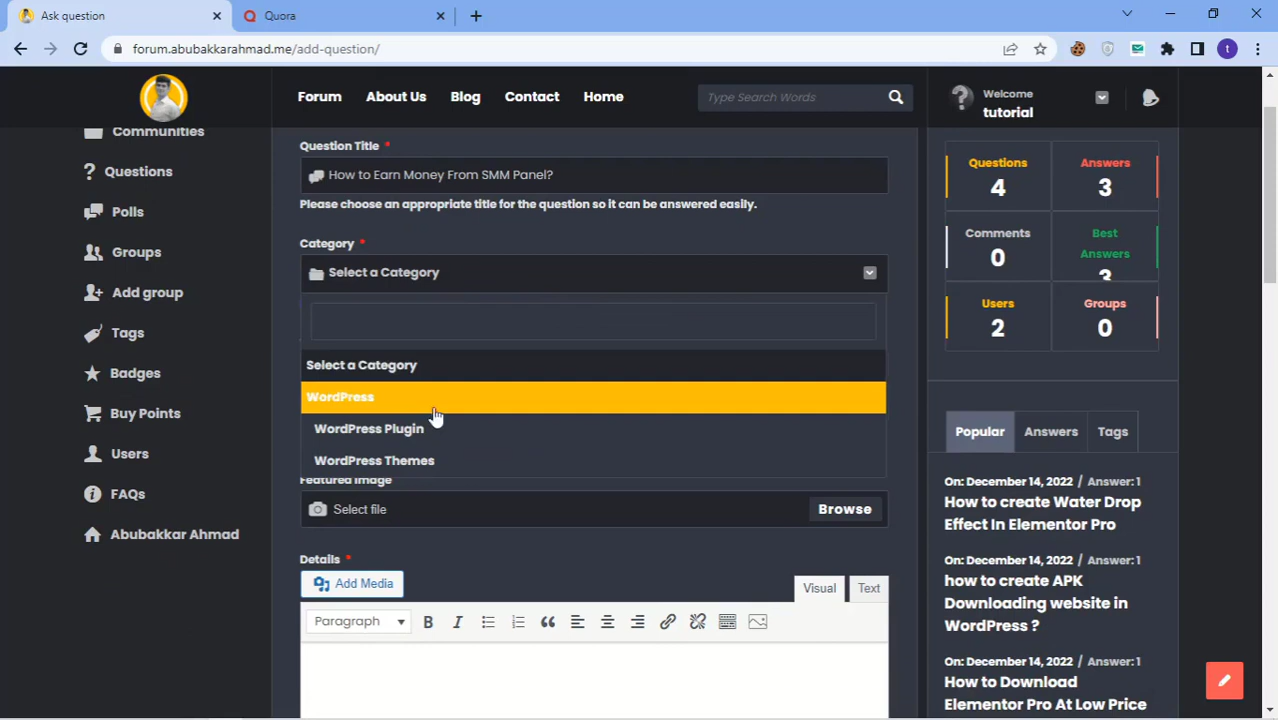 Ask question
Quora
forum.abubakkarahmad.me/add-question/
t
Forum
About Us
Blog
Contact
Home
Type Search Words
Welcome
tutorial
Communities
Questions
Polls
Groups
Add group
Tags
Badges
Buy Points
Users
FAQs
Abubakkar Ahmad
Question Title *
How to Earn Money From SMM Panel?
Please choose an appropriate title for the question so it can be answered easily.
Category *
Select a Category
Select a Category
WordPress
WordPress Plugin
WordPress Themes
Featured image
Select file
Browse
Details *
Add Media
Visual
Text
Paragraph
B
I
Questions
4
Answers
3
Comments
0
Best
Answers
3
Users
2
Groups
0
Popular
Answers
Tags
On: December 14, 2022 / Answer: 1
How to create Water Drop
Effect In Elementor Pro
On: December 14, 2022 / Answer: 1
how to create APK
Downloading website in
WordPress ?
On: December 14, 2022 / Answer: 1
How to Download
Elementor Pro At Low Price